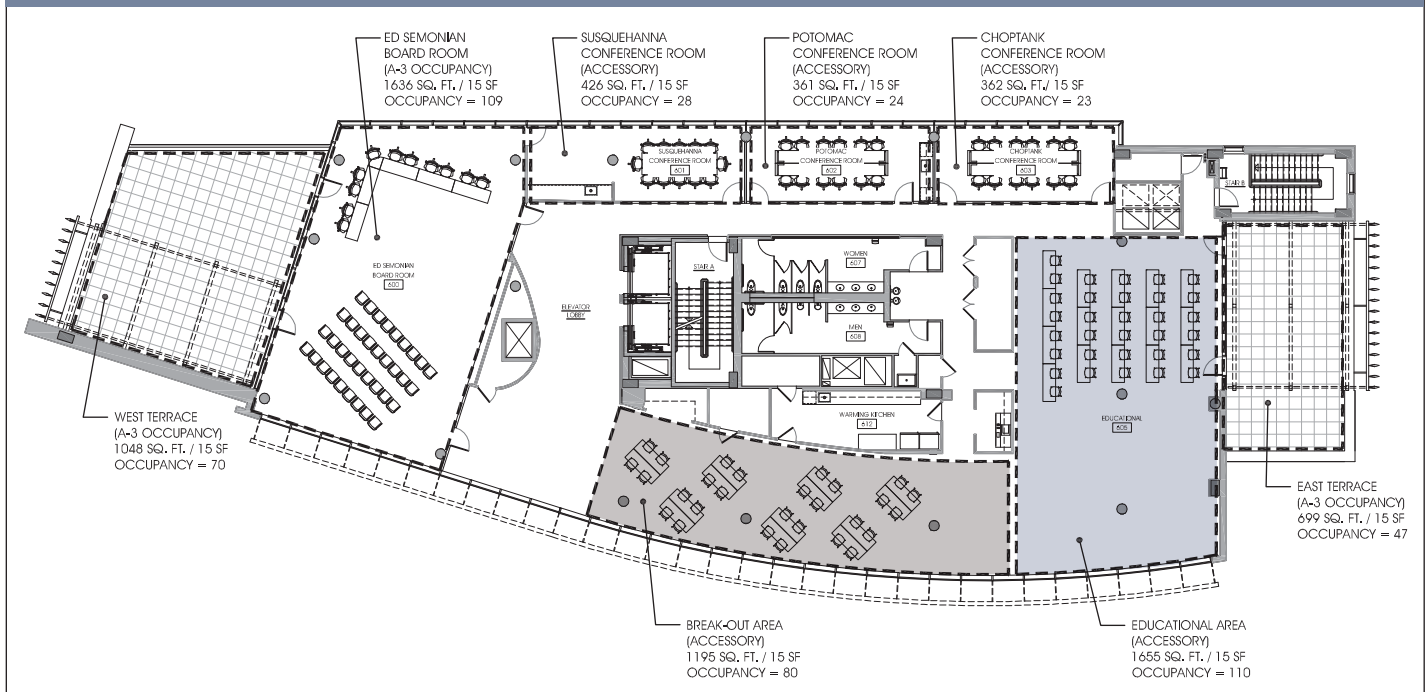 ED SEMONIAN
BOARD ROOM
(A-3 OCCUPANCY)
1636 SQ. FT. / 15 SF
OCCUPANCY = 109
SUSQUEHANNA
CONFERENCE ROOM
(ACCESSORY)
426 SQ. FT. / 15 SF
OCCUPANCY = 28
POTOMAC
CONFERENCE ROOM
(ACCESSORY)
361 SQ. FT. / 15 SF
OCCUPANCY = 24
CHOPTANK
CONFERENCE ROOM
(ACCESSORY)
362 SQ. FT./ 15 SF
OCCUPANCY = 23
SUSQUEHANNA
CONFERENCE ROOM
601
POTOMAC
CONFERENCE ROOM
602
CHOPTANK
CONFERENCE ROOM
603
STAIR B
ED SEMONIAN
BOARD ROOM
600
ELEVATOR
LOBBY
STAIR A
WOMEN
607
MEN
608
WARMING KITCHEN
612
EDUCATIONAL
605
WEST TERRACE
(A-3 OCCUPANCY)
1048 SQ. FT. / 15 SF
OCCUPANCY = 70
EAST TERRACE
(A-3 OCCUPANCY)
699 SQ. FT. / 15 SF
OCCUPANCY = 47
BREAK-OUT AREA
(ACCESSORY)
1195 SQ. FT. / 15 SF
OCCUPANCY = 80
EDUCATIONAL AREA
(ACCESSORY)
1655 SQ. FT. / 15 SF
OCCUPANCY = 110